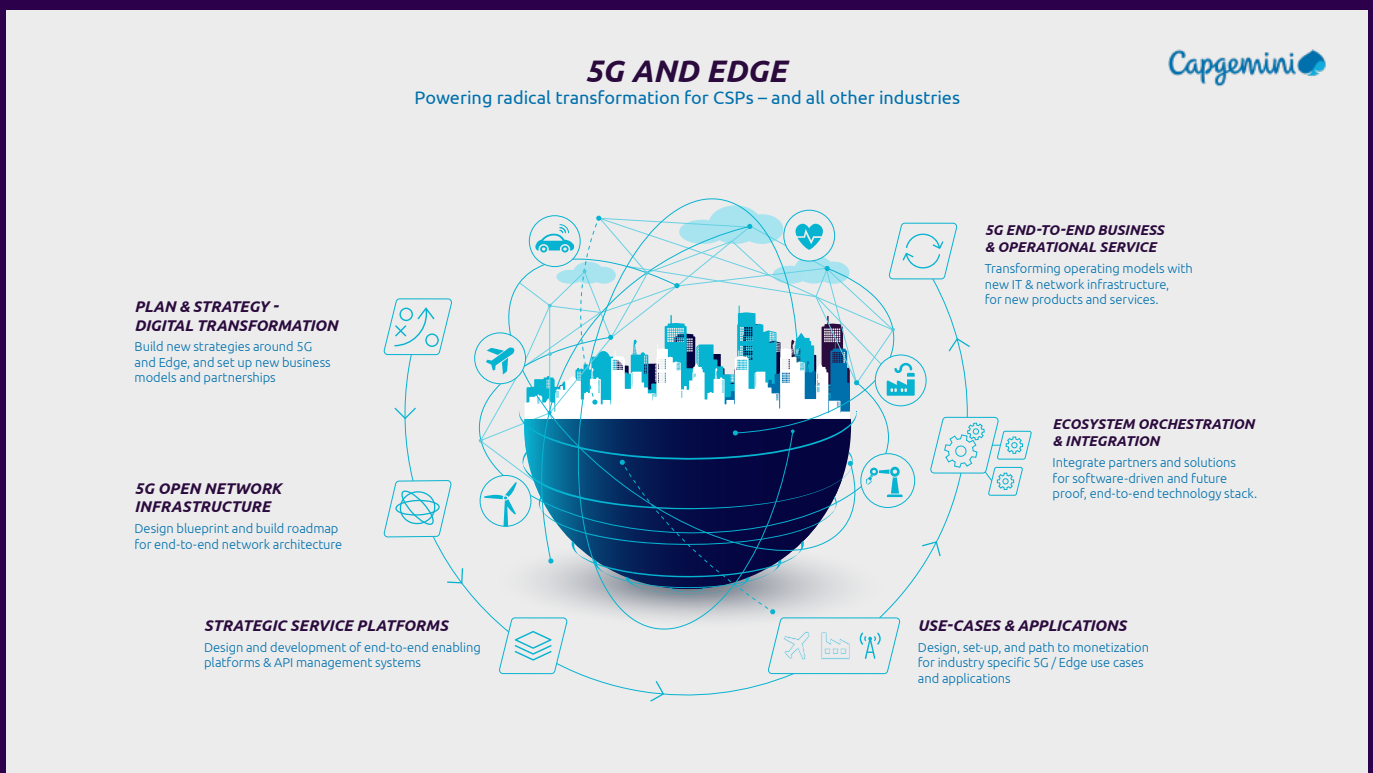 5G AND EDGE
Powering radical transformation for CSPs – and all other industries
Capgemini
PLAN & STRATEGY -
DIGITAL TRANSFORMATION
Build new strategies around 5G
and Edge, and set up new business
models and partnerships
5G OPEN NETWORK
INFRASTRUCTURE
Design blueprint and build roadmap
for end-to-end network architecture
STRATEGIC SERVICE PLATFORMS
Design and development of end-to-end enabling
platforms & API management systems
USE-CASES & APPLICATIONS
Design, set-up, and path to monetization
for industry specific 5G / Edge use cases
and applications
ECOSYSTEM ORCHESTRATION
& INTEGRATION
Integrate partners and solutions
for software-driven and future
proof, end-to-end technology stack.
5G END-TO-END BUSINESS
& OPERATIONAL SERVICE
Transforming operating models with
new IT & network infrastructure,
for new products and services.